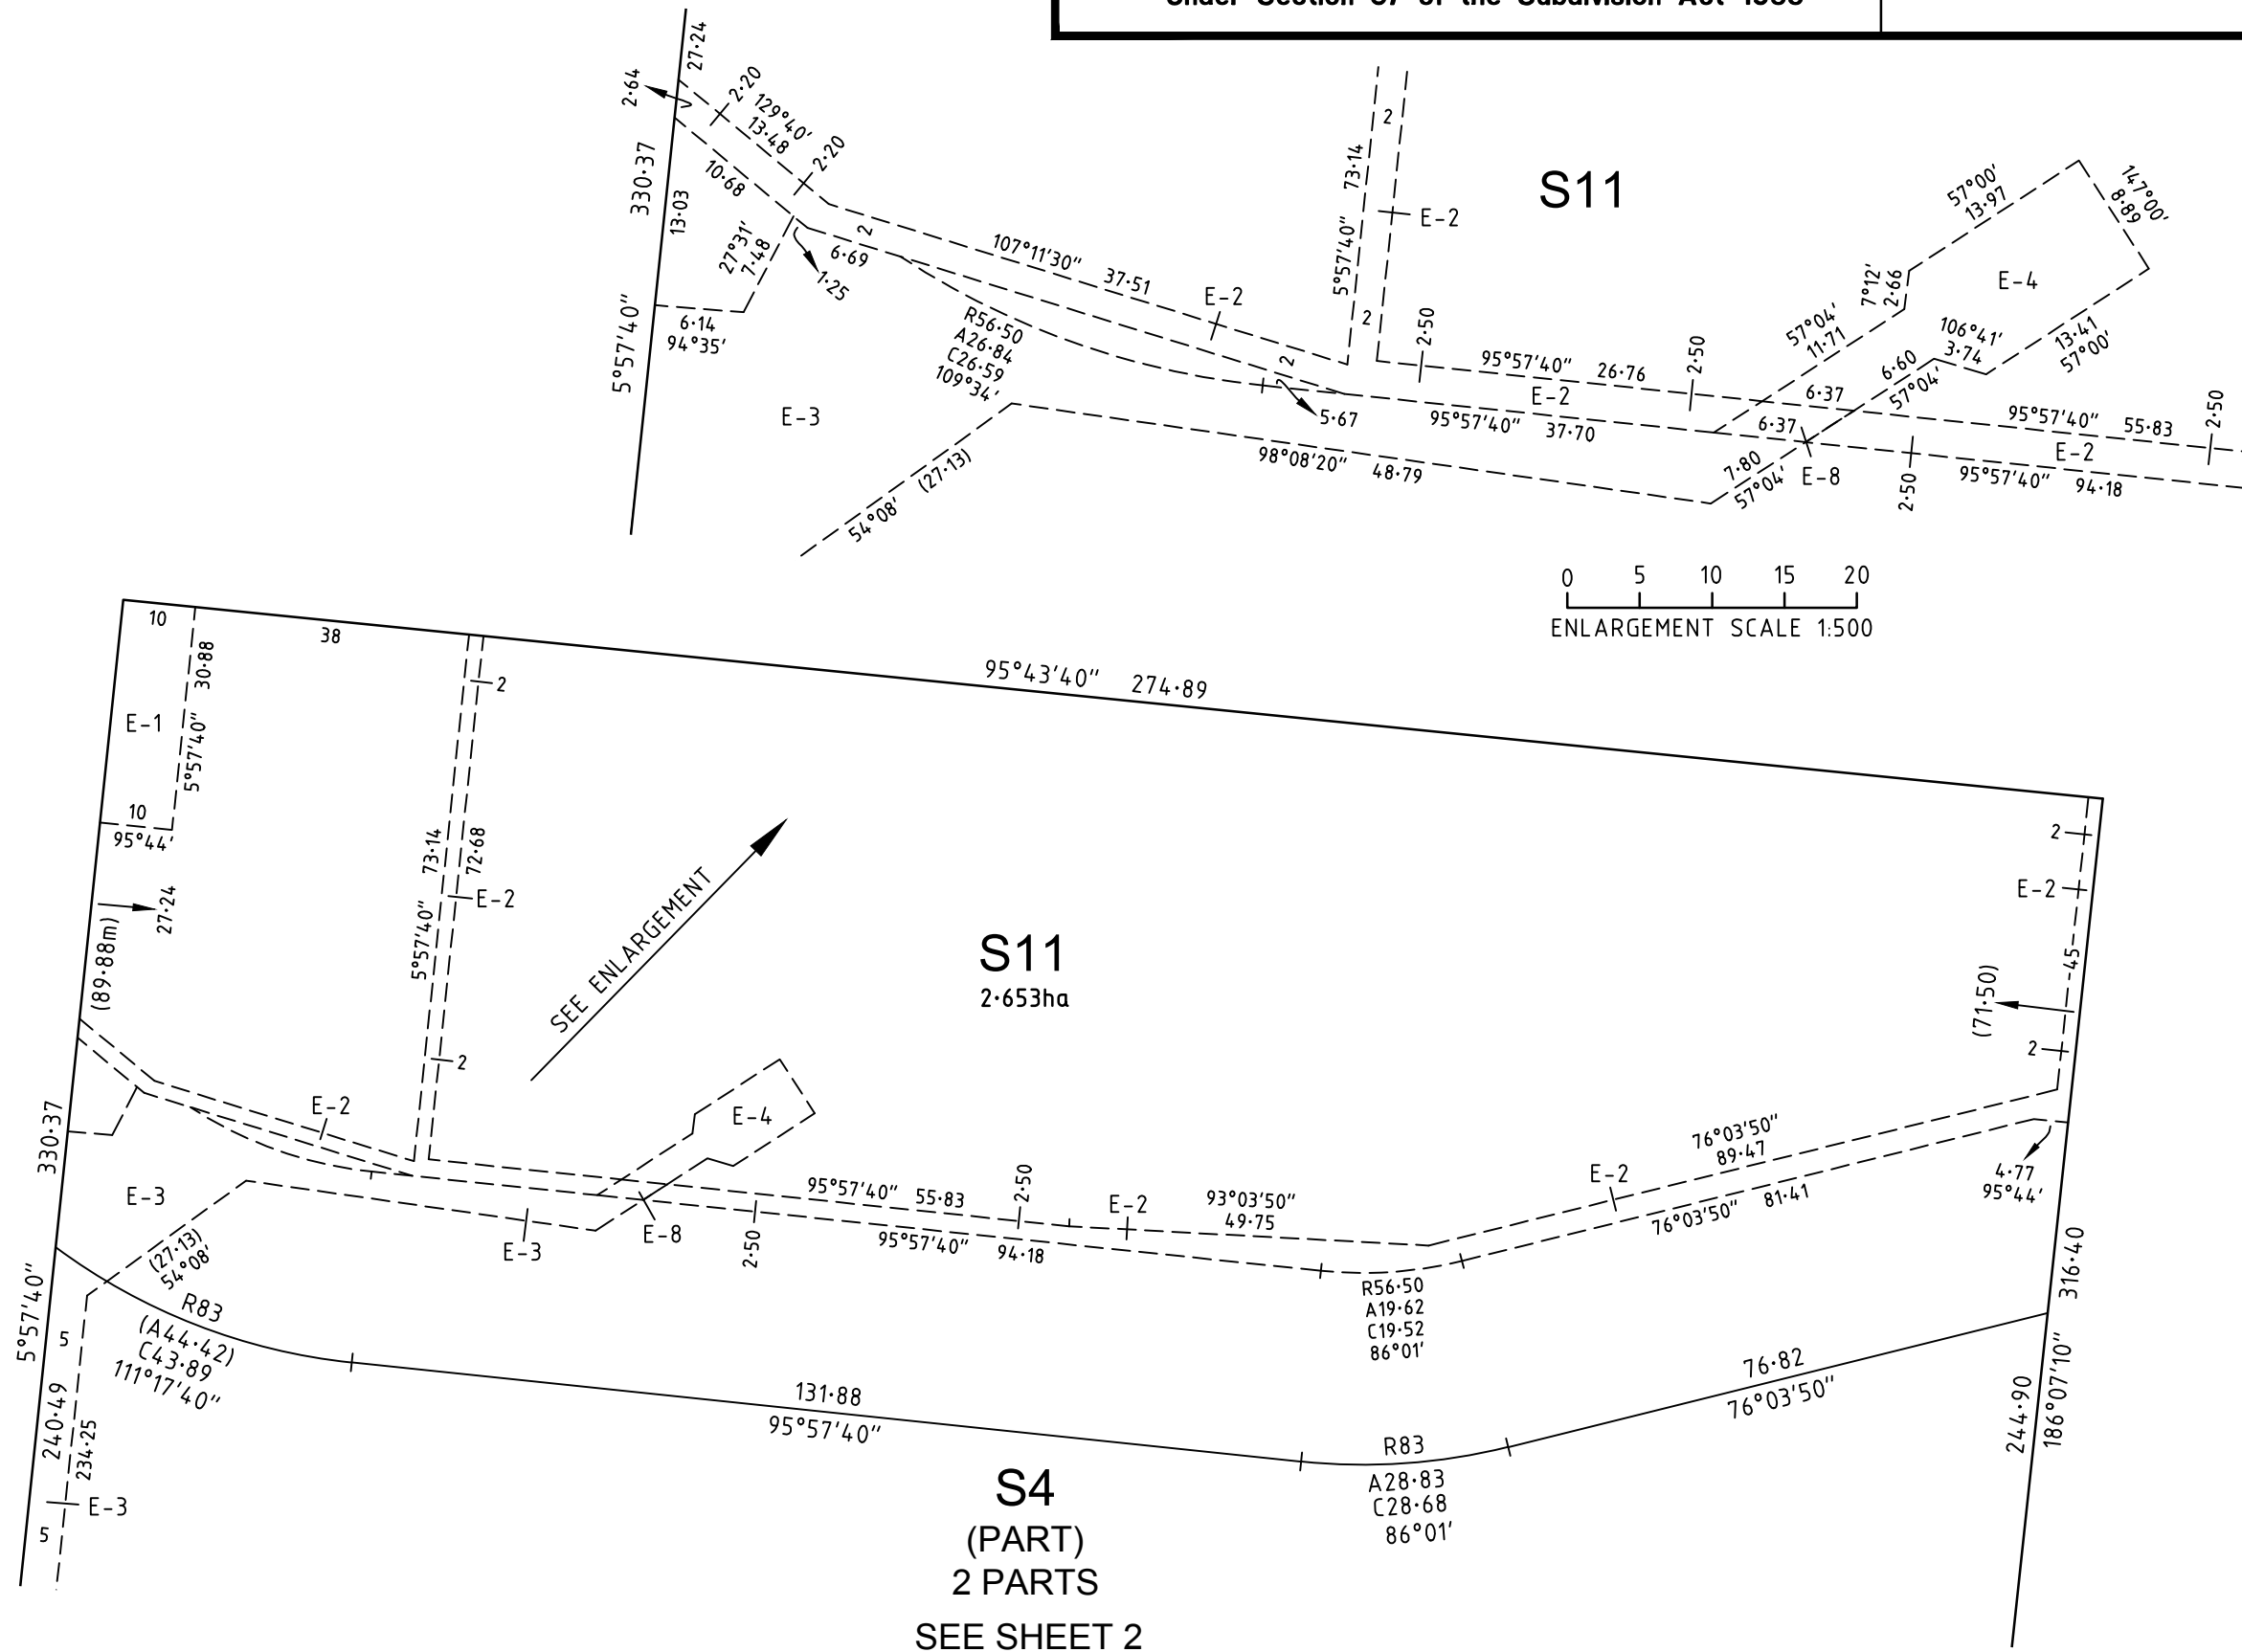 27·24
2·64
2·20
129°40'
13·48
2·20
330·37
13·03
10·68
27°31'
7·48
1·25
2
6·69
6·14
94°35'
5°57'40"
E-3
107°11'30" 37·51
E-2
R56·50
A26·84
C26·59
109°34'
2
5·67
54°08' (27·13)
98°08'20" 48·79
2
73·14
5°57'40"
E-2
2
S11
2·50
95°57'40" 26·76
2·50
E-2
95°57'40" 37·70
57°00'
13·97
147°00'
8·89
E-4
7°12'
2·66
57°04'
11·71
106°41'
3·74
13·41
57°00'
6·60
57°04'
6·37
6·37
7·80
57°04'
E-8
2·50
95°57'40" 55·83
E-2
95°57'40" 94·18
2·50
0 5 10 15 20
ENLARGEMENT SCALE 1:500
10
38
95°43'40" 274·89
30·88
E-1
5°57'40"
10
95°44'
2
73·14
72·68
E-2
5°57'40"
2
27·24
(89·88m)
SEE ENLARGEMENT
S11
2·653ha
2
E-2
45
(71·50)
2
330·37
E-2
E-4
E-3
(27·13)
54°08'
E-3
E-8
2·50
95°57'40" 55·83
2·50
95°57'40" 94·18
E-2
93°03'50"
49·75
E-2
76°03'50"
89·47
76°03'50" 81·41
4·77
95°44'
R56·50
A19·62
C19·52
86°01'
316·40
5°57'40"
5
R83
(A44·42)
C43·89
111°17'40"
240·49
234·25
E-3
5
131·88
95°57'40"
R83
A28·83
C28·68
86°01'
76·82
76°03'50"
244·90
186°07'10"
S4
(PART)
2 PARTS
SEE SHEET 2